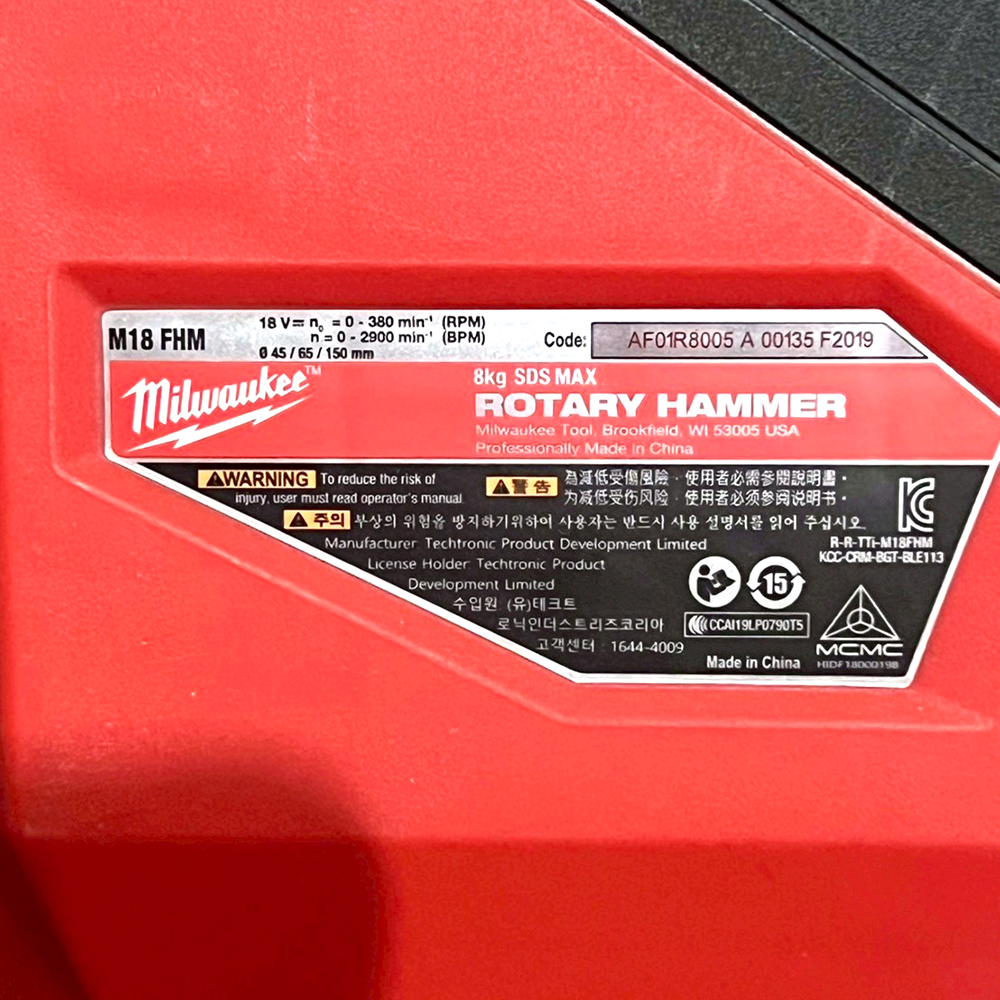 M18 FHM
18 V⎓ n₀ = 0 - 380 min⁻¹ (RPM)
n = 0 - 2900 min⁻¹ (BPM)
Ø 45 / 65 / 150 mm
Code: AF01R8005 A 00135 F2019
Milwaukee™
8kg SDS MAX
ROTARY HAMMER
Milwaukee Tool, Brookfield, WI 53005 USA
Professionally Made in China
⚠WARNING To reduce the risk of
injury, user must read operator's manual
⚠警告 為減低受傷風險，使用者必需參閱說明書。
为减低受伤风险，使用者必须参阅说明书。
⚠주의 부상의 위험을 방지하기위하여 사용자는 반드시 사용 설명서를 읽어 주십시오.
R-R-TTi-M18FHM
KCC-CRM-BGT-BLE113
Manufacturer Techtronic Product Development Limited
License Holder: Techtronic Product
Development Limited
수입원 (유)테크트
로닉인더스트리즈코리아
고객센터 1644-4009
15
CCAI19LP0790T5
MCMC
HIDF18000198
Made in China